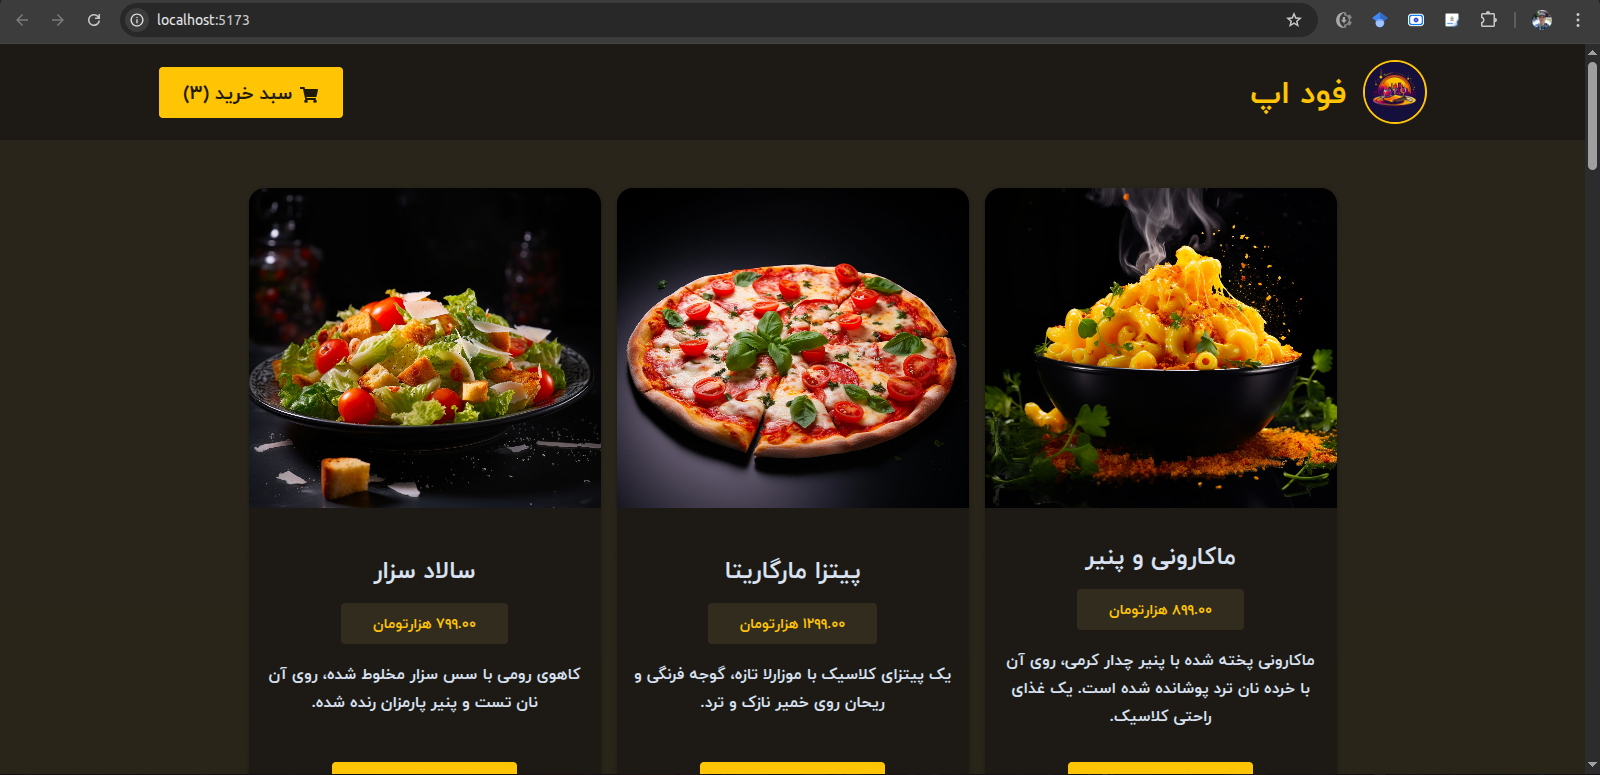 localhost:5173
فود اپ
سبد خرید (۳)
ماکارونی و پنیر
۸۹۹.۰۰ هزارتومان
ماکارونی پخته شده با پنیر چدار کرمی، روی آن
با خرده نان ترد پوشانده شده است. یک غذای
راحتی کلاسیک.
پیتزا مارگاریتا
۱۲۹۹.۰۰ هزارتومان
یک پیتزای کلاسیک با موزارلا تازه، گوجه فرنگی و
ریحان روی خمیر نازک و ترد.
سالاد سزار
۷۹۹.۰۰ هزارتومان
کاهوی رومی با سس سزار مخلوط شده، روی آن
نان تست و پنیر پارمزان رنده شده.